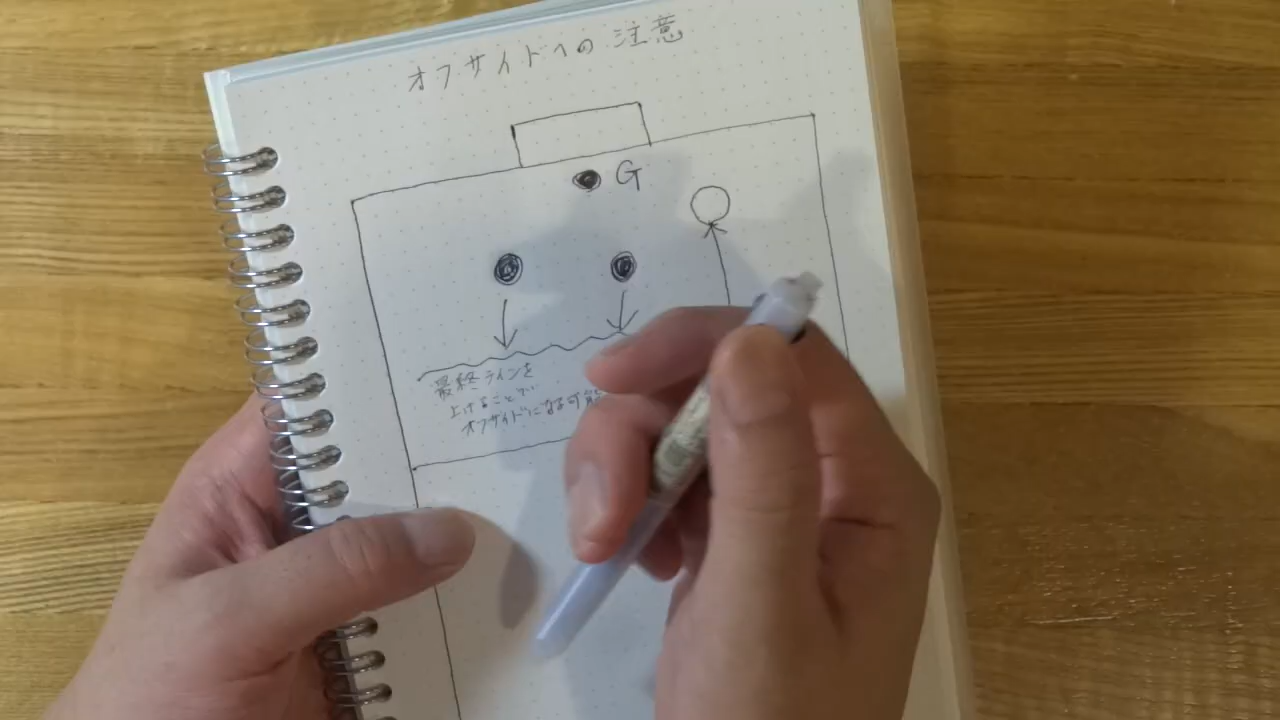 オフサイドへの注意
G
最終ラインを
上げることが
オフサイドになる可能